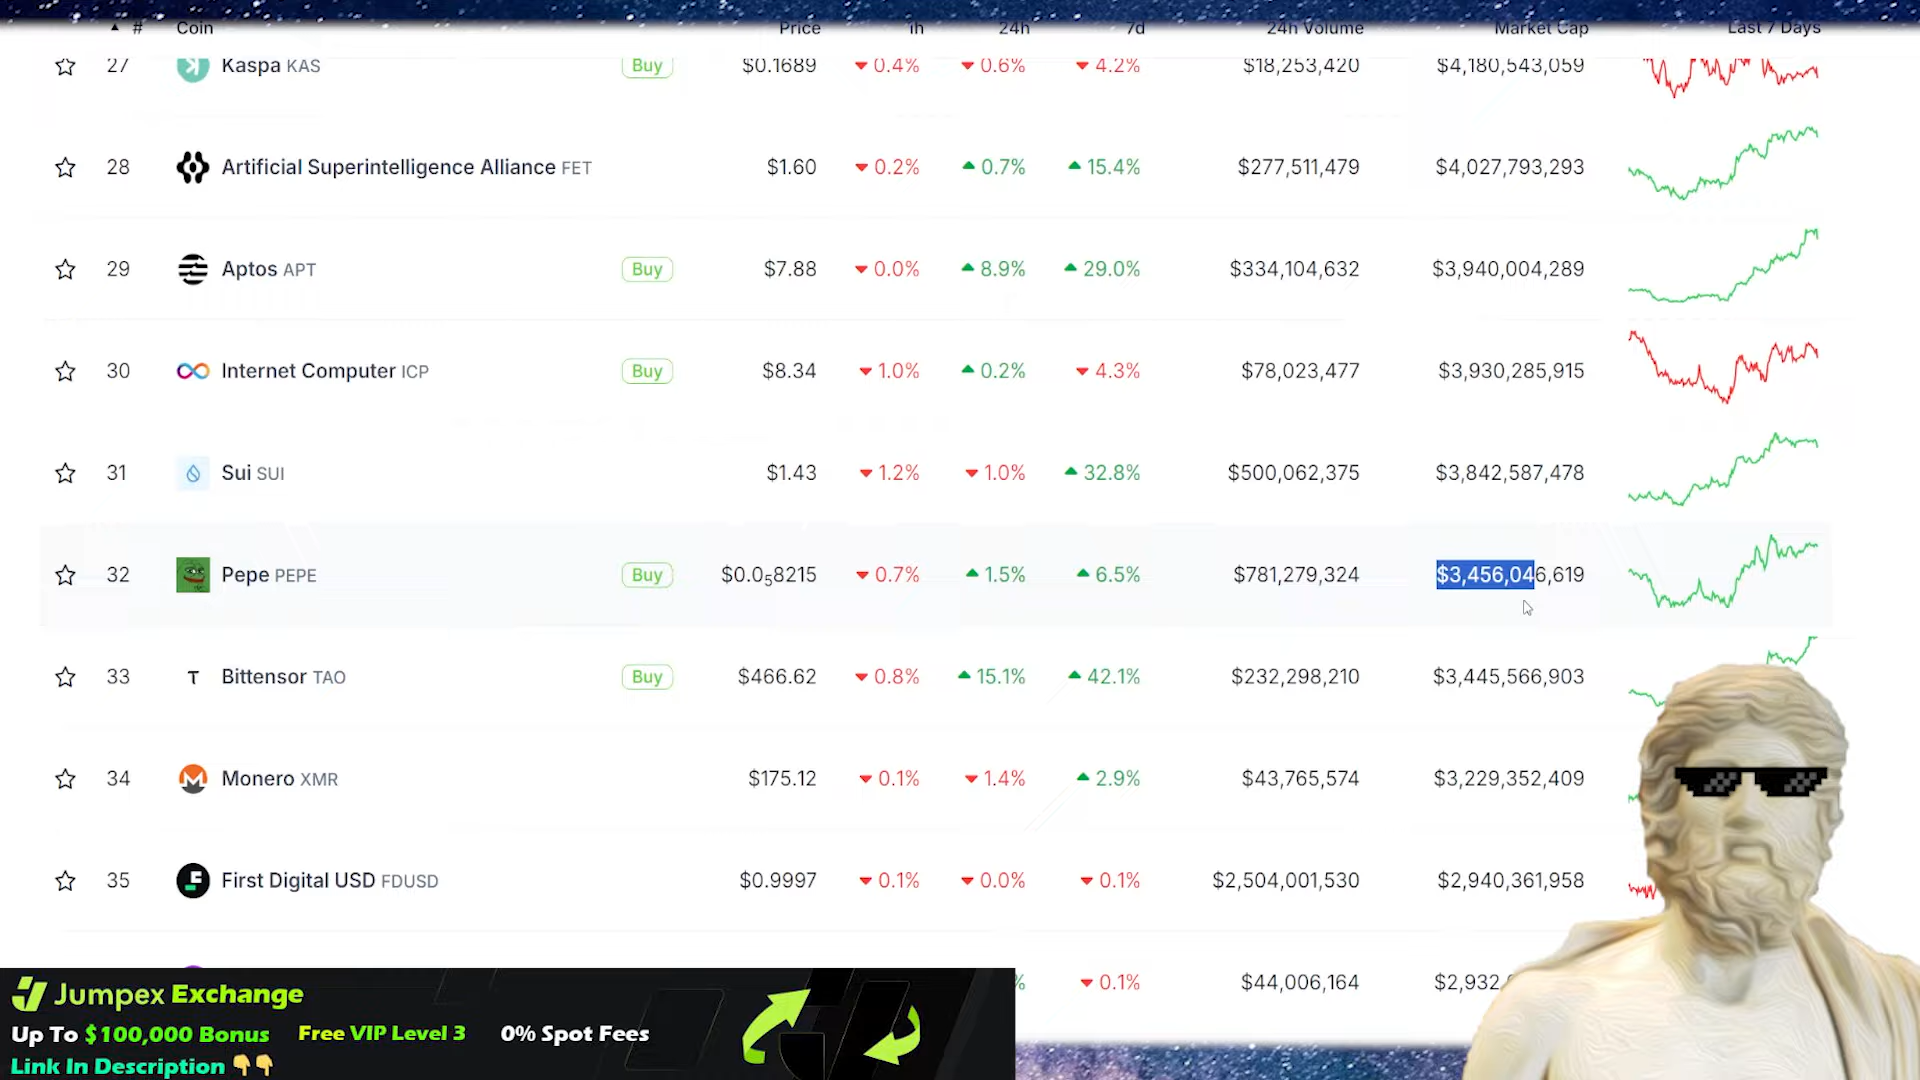 ▲ # Coin Price 1h 24h 7d 24h Volume Market Cap Last 7 Days
27 Kaspa KAS Buy $0.1689 0.4% 0.6% 4.2% $18,253,420 $4,180,543,059
28 Artificial Superintelligence Alliance FET $1.60 0.2% 0.7% 15.4% $277,511,479 $4,027,793,293
29 Aptos APT Buy $7.88 0.0% 8.9% 29.0% $334,104,632 $3,940,004,289
30 Internet Computer ICP Buy $8.34 1.0% 0.2% 4.3% $78,023,477 $3,930,285,915
31 Sui SUI $1.43 1.2% 1.0% 32.8% $500,062,375 $3,842,587,478
32 Pepe PEPE Buy $0.0₅8215 0.7% 1.5% 6.5% $781,279,324 $3,456,046,619
33 T Bittensor TAO Buy $466.62 0.8% 15.1% 42.1% $232,298,210 $3,445,566,903
34 Monero XMR $175.12 0.1% 1.4% 2.9% $43,765,574 $3,229,352,409
35 First Digital USD FDUSD $0.9997 0.1% 0.0% 0.1% $2,504,001,530 $2,940,361,958
% 0.1% $44,006,164 $2,932,
Jumpex Exchange
Up To $100,000 Bonus Free VIP Level 3 0% Spot Fees
Link In Description 👇👇